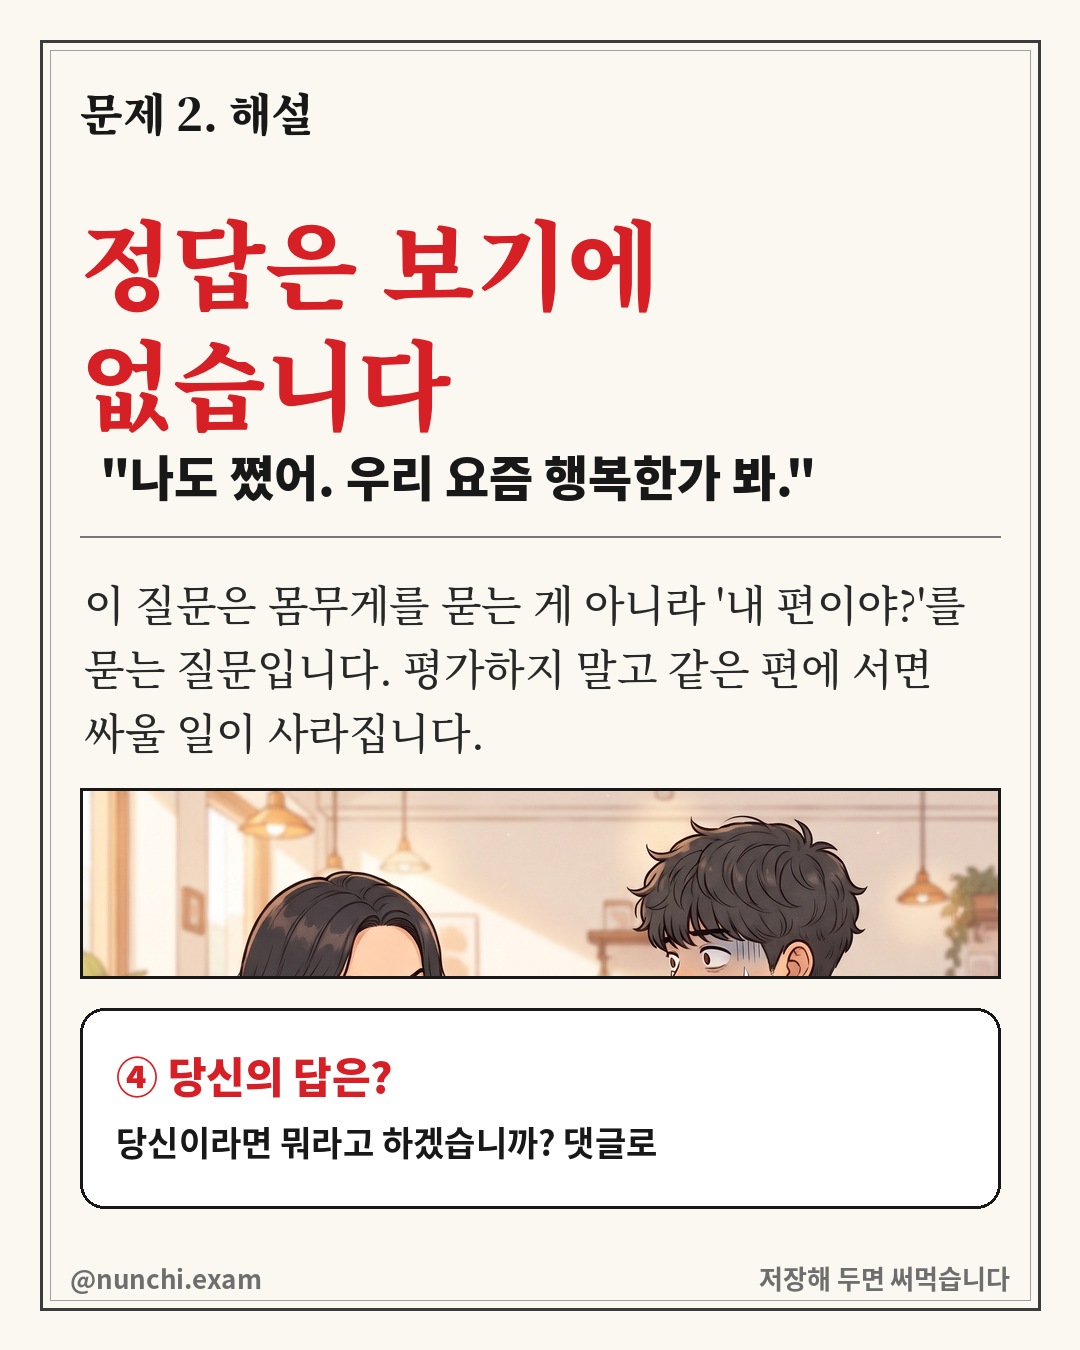 문제 2. 해설
정답은 보기에
없습니다
"나도 쪘어. 우리 요즘 행복한가 봐."
이 질문은 몸무게를 묻는 게 아니라 '내 편이야?'를
묻는 질문입니다. 평가하지 말고 같은 편에 서면
싸울 일이 사라집니다.
④ 당신의 답은?
당신이라면 뭐라고 하겠습니까? 댓글로
@nunchi.exam
저장해 두면 써먹습니다